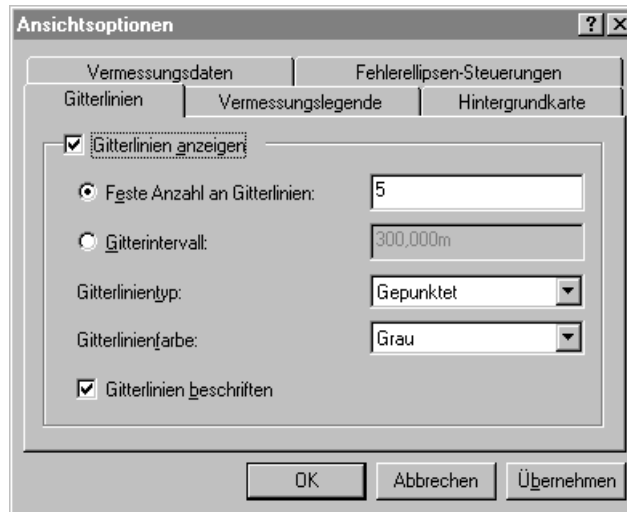 Ansichtsoptionen
Vermessungsdaten
Fehlerellipsen-Steuerungen
Gitterlinien
Vermessungslegende
Hintergrundkarte
Gitterlinien anzeigen
Feste Anzahl an Gitterlinien:
5
Gitterintervall:
300,000m
Gitterlinientyp:
Gepunktet
Gitterlinienfarbe:
Grau
Gitterlinien beschriften
OK
Abbrechen
Übernehmen